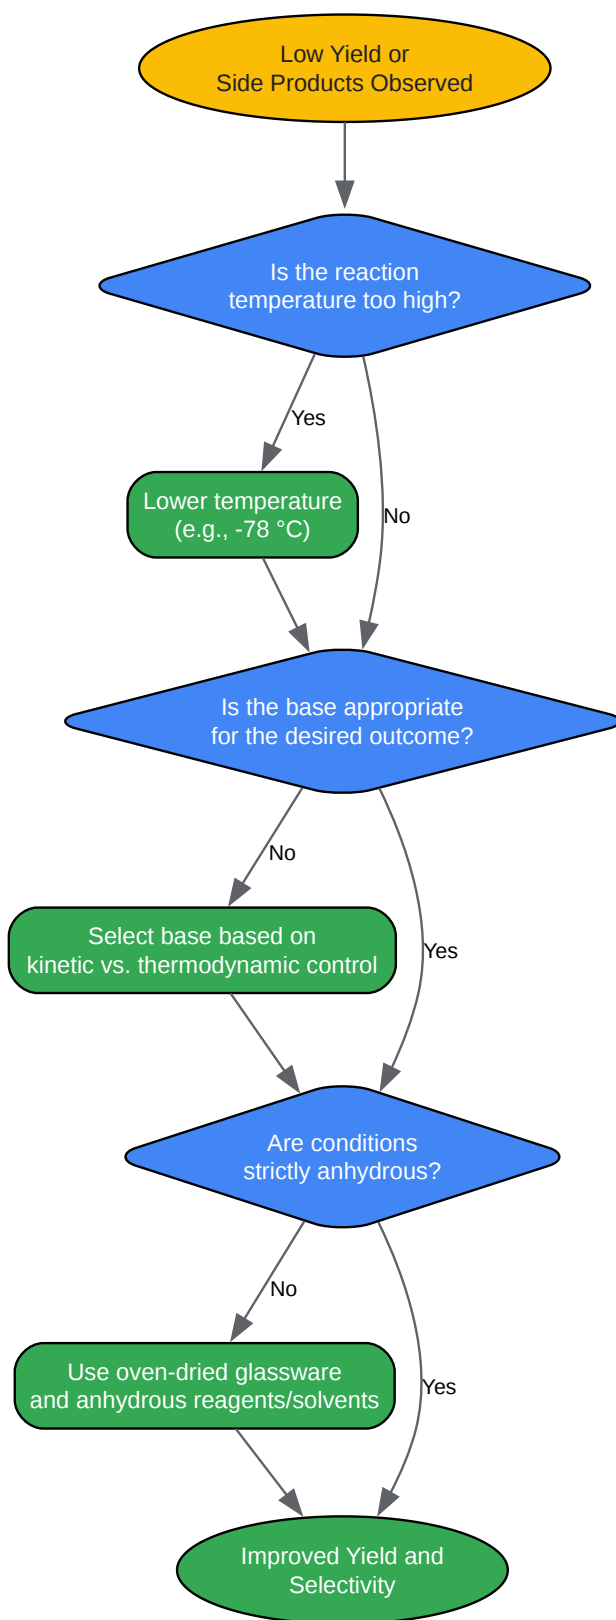 Low Yield or
Side Products Observed
Is the reaction
temperature too high?
Yes
Lower temperature
(e.g., -78 °C)
No
Is the base appropriate
for the desired outcome?
No
Select base based on
kinetic vs. thermodynamic control
Yes
Are conditions
strictly anhydrous?
No
Use oven-dried glassware
and anhydrous reagents/solvents
Yes
Improved Yield and
Selectivity